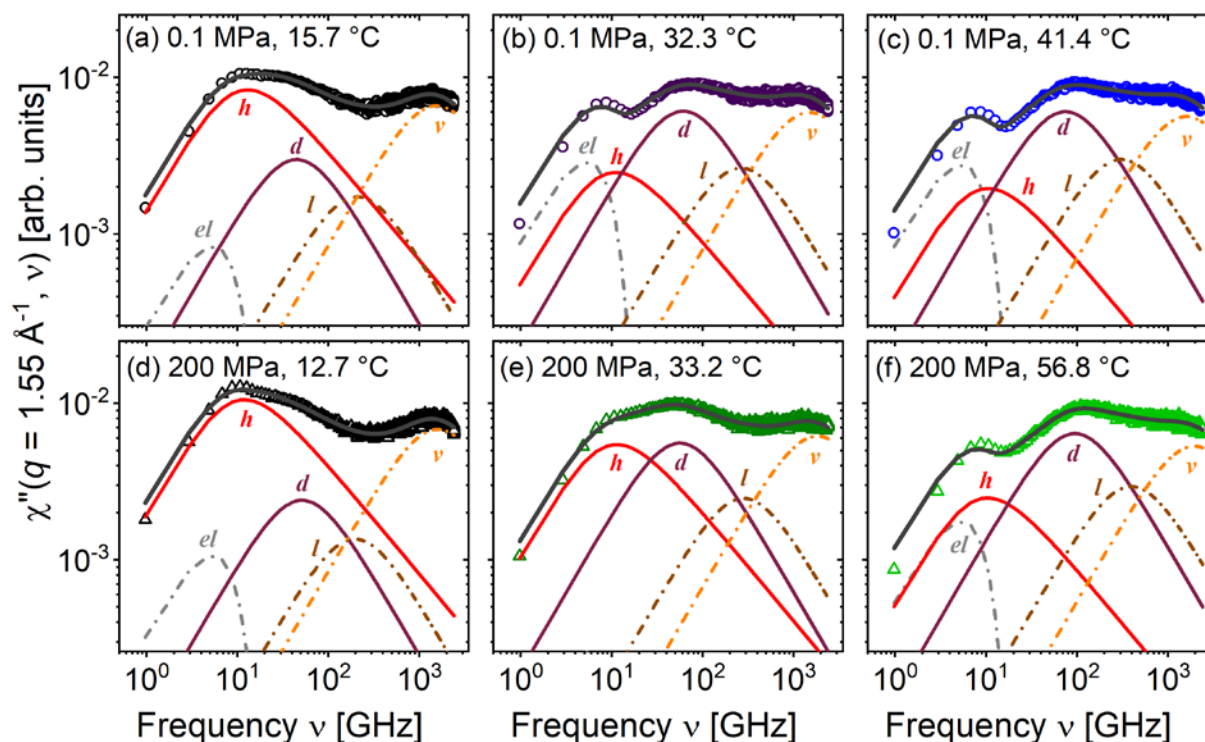 (a) 0.1 MPa, 15.7 °C
(b) 0.1 MPa, 32.3 °C
(c) 0.1 MPa, 41.4 °C
10⁻²
10⁻³
h
d
l
v
el
h
d
l
v
el
h
d
l
v
el
χ"(q = 1.55 Å⁻¹, ν) [arb. units]
(d) 200 MPa, 12.7 °C
(e) 200 MPa, 33.2 °C
(f) 200 MPa, 56.8 °C
10⁻²
10⁻³
h
d
l
v
el
h
d
l
v
h
d
l
v
el
10⁰ 10¹ 10² 10³
10⁰ 10¹ 10² 10³
10⁰ 10¹ 10² 10³
Frequency ν [GHz]
Frequency ν [GHz]
Frequency ν [GHz]